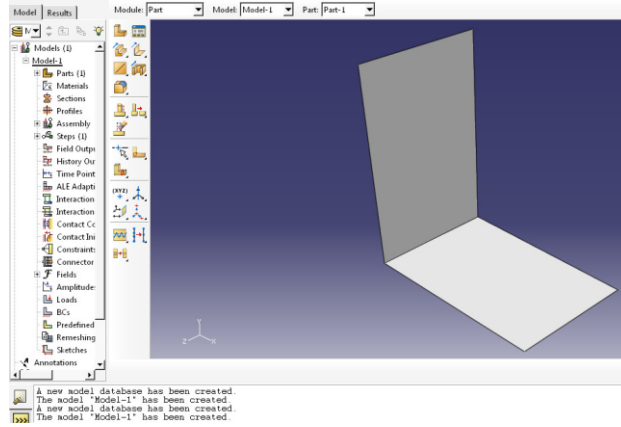 Model Results
Module: Part Model: Model-1 Part: Part-1
Models (1)
Model-1
Parts (1)
Materials
Sections
Profiles
Assembly
Steps (1)
Field Outpu
History Ou
Time Point
ALE Adapti
Interaction
Interaction
Contact Co
Contact Ini
Constraints
Connector
Fields
Amplitudes
Loads
BCs
Predefined
Remeshing
Sketches
Annotations
(XYZ)
Y
Z X
A new model database has been created.
The model "Model-1" has been created.
A new model database has been created.
The model "Model-1" has been created.
>>>